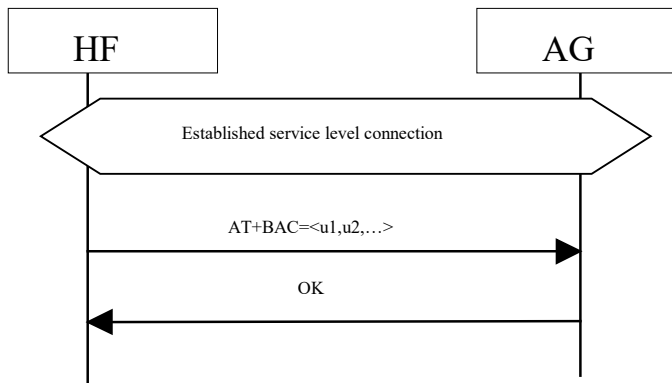 HF
AG
Established service level connection
AT+BAC=<u1,u2,…>
OK